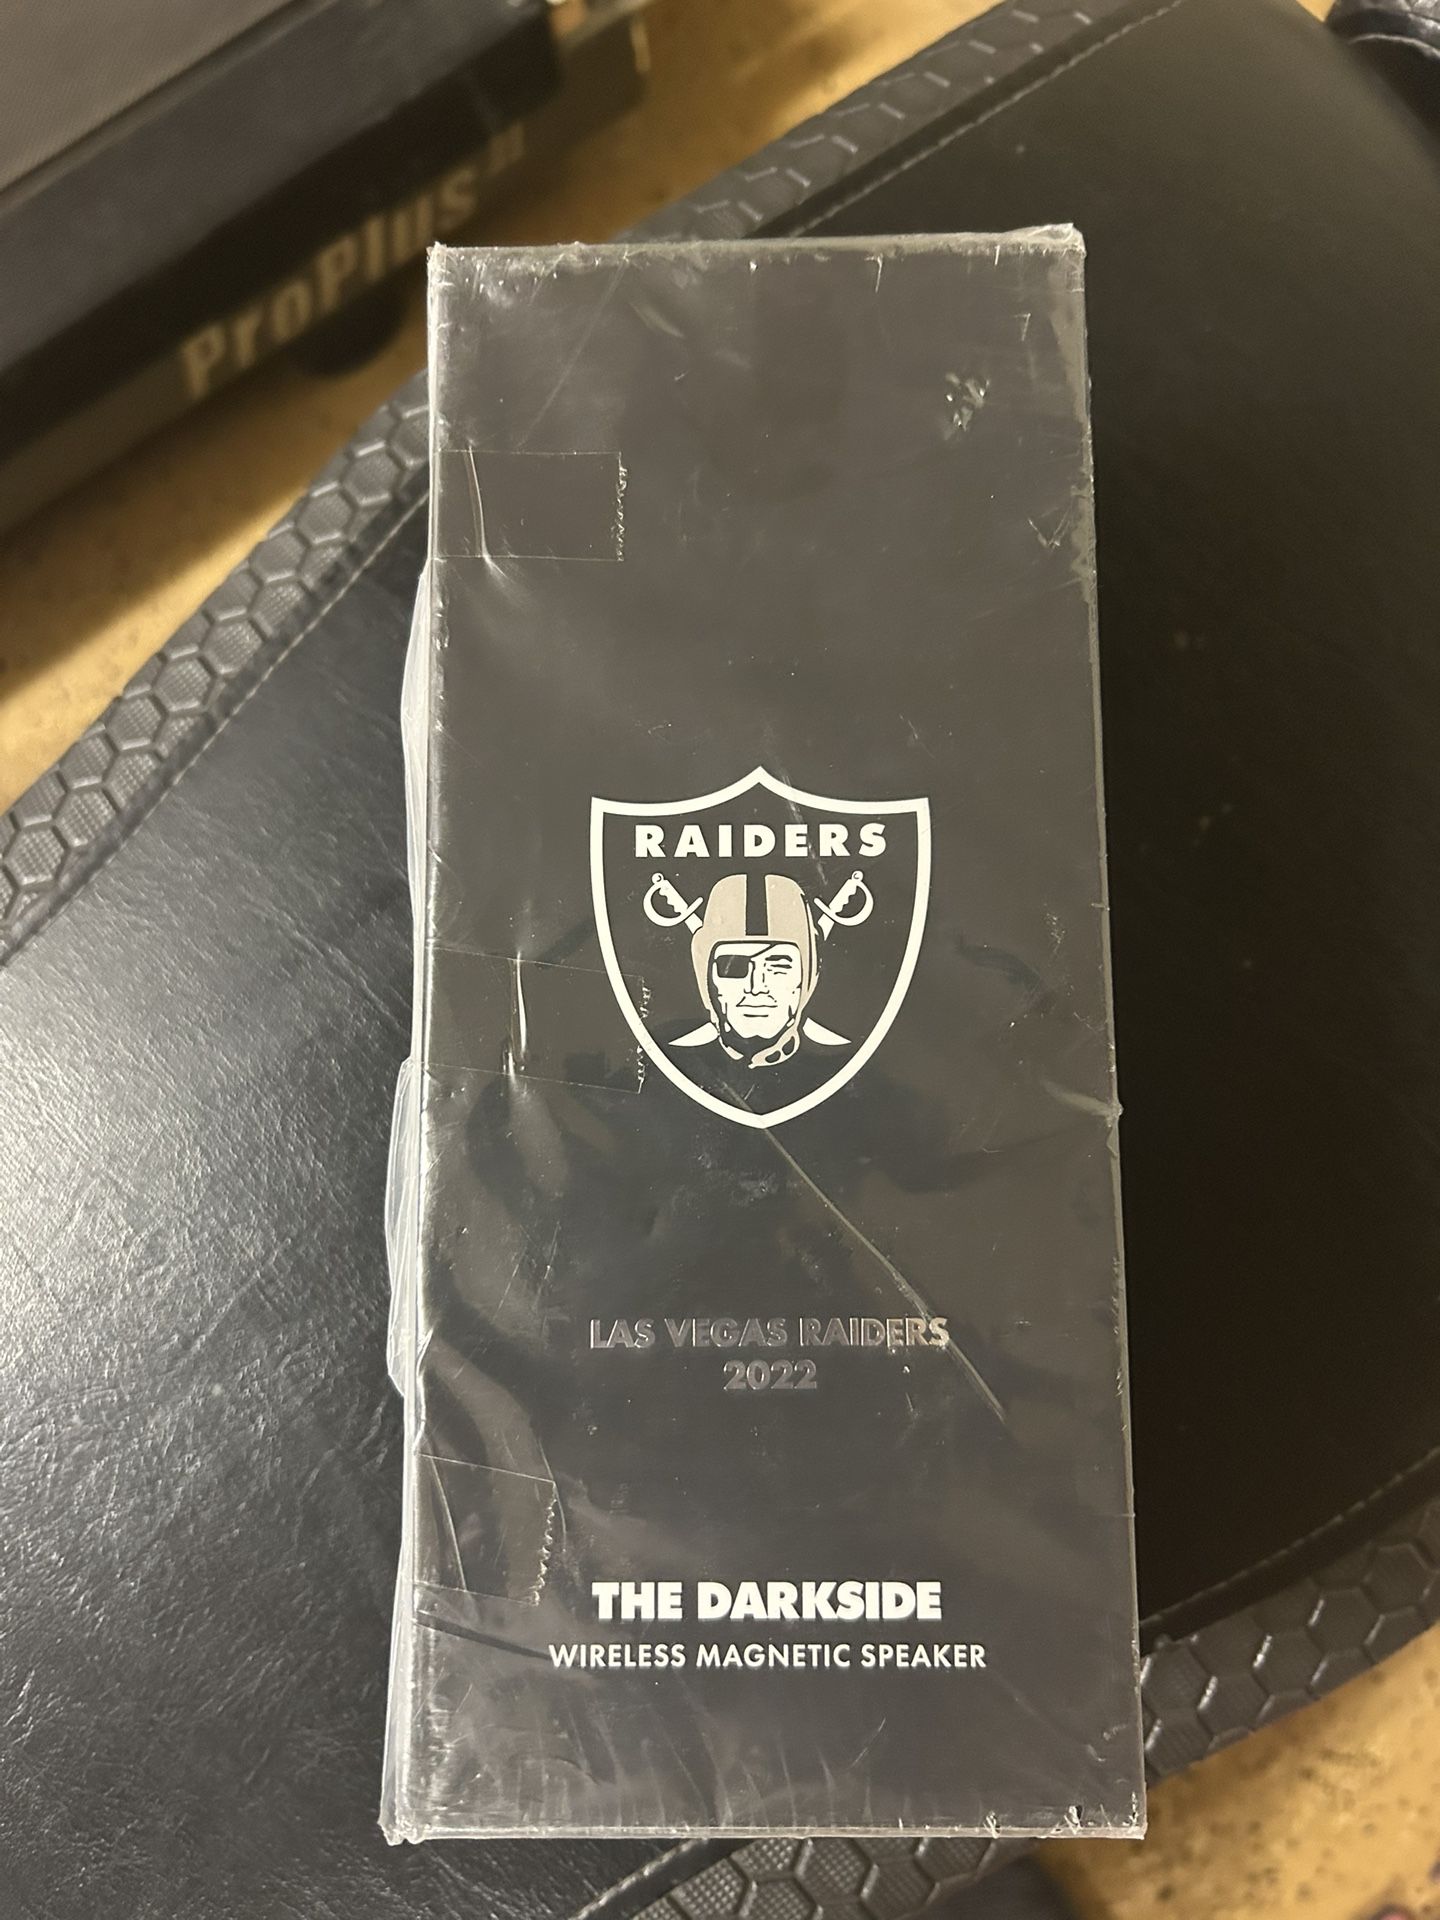 ProPlus"
RAIDERS
LAS VEGAS RAIDERS
2022
THE DARKSIDE
WIRELESS MAGNETIC SPEAKER